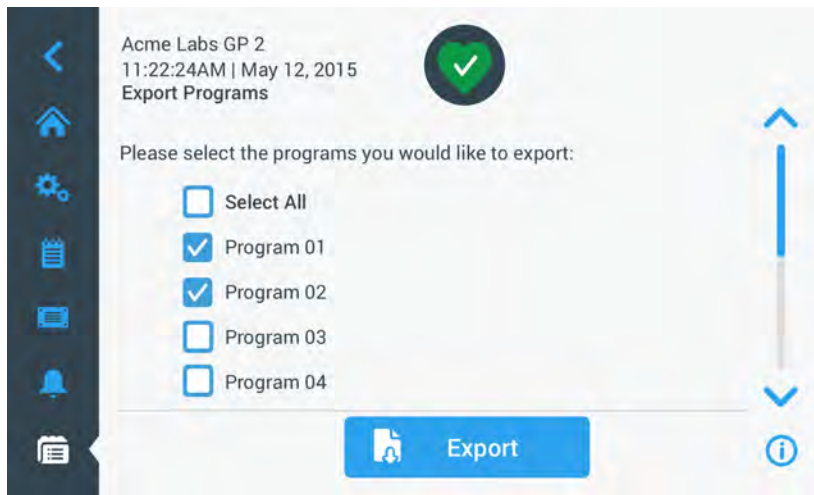 Acme Labs GP 2
11:22:24AM | May 12, 2015
Export Programs
Please select the programs you would like to export:
Select All
Program 01
Program 02
Program 03
Program 04
Export